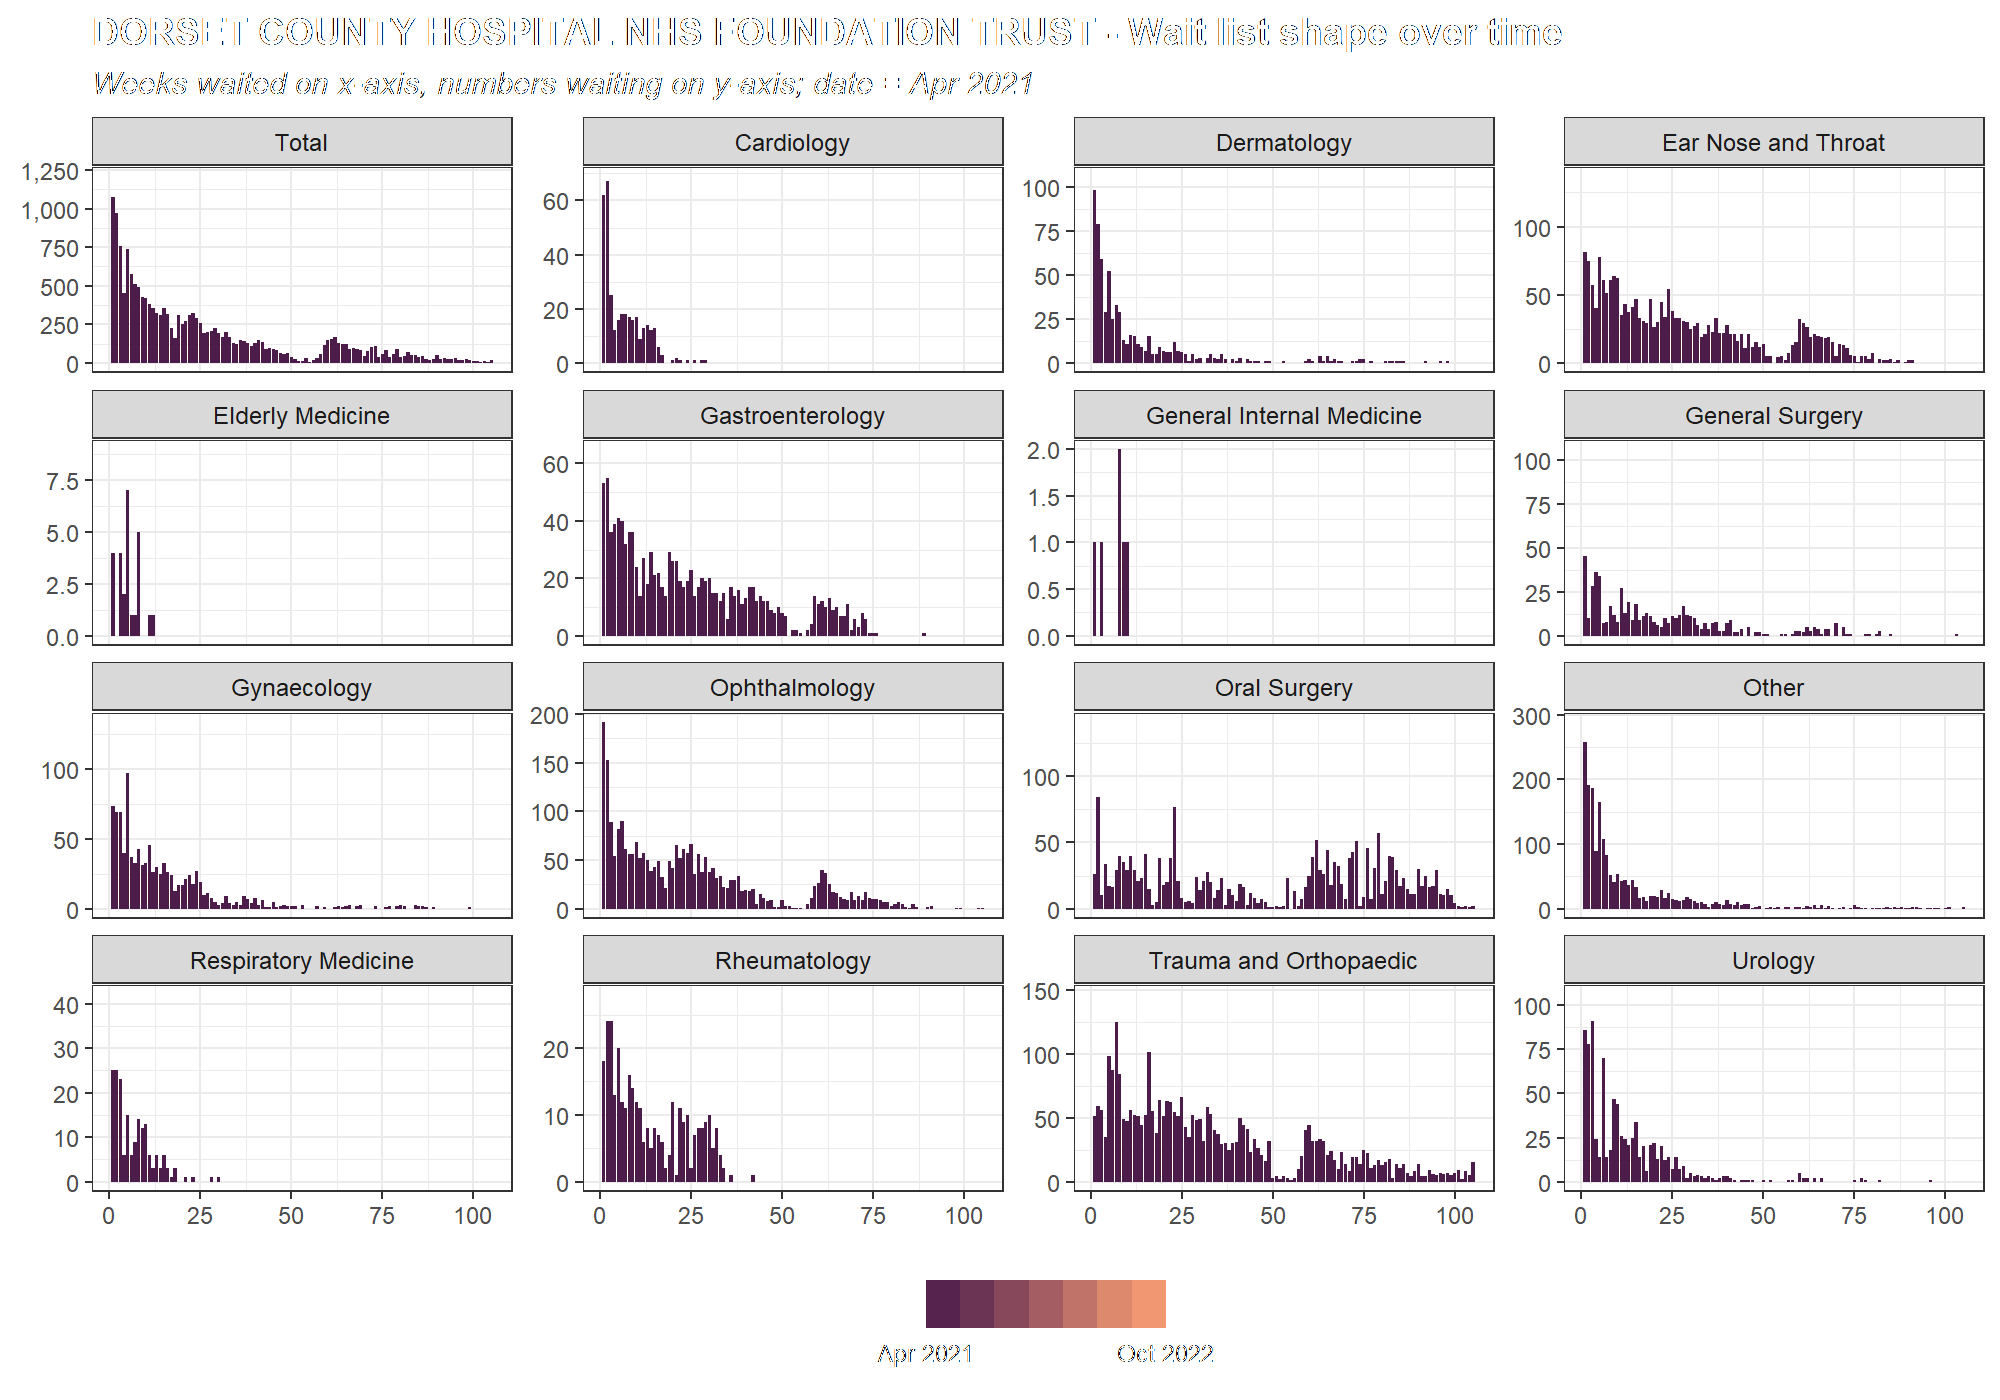 DORSET COUNTY HOSPITAL NHS FOUNDATION TRUST - Wait list shape over time
Weeks waited on x-axis, numbers waiting on y-axis; date = Apr 2021
Total
Cardiology
Dermatology
Ear Nose and Throat
1,250
1,000
750
500
250
0
60
40
20
0
100
75
50
25
0
100
50
0
Elderly Medicine
Gastroenterology
General Internal Medicine
General Surgery
7.5
5.0
2.5
0.0
60
40
20
0
2.0
1.5
1.0
0.5
0.0
100
75
50
25
0
Gynaecology
Ophthalmology
Oral Surgery
Other
100
50
0
200
150
100
50
0
100
50
0
300
200
100
0
Respiratory Medicine
Rheumatology
Trauma and Orthopaedic
Urology
40
30
20
10
0
20
10
0
150
100
50
0
100
75
50
25
0
0 25 50 75 100
0 25 50 75 100
0 25 50 75 100
0 25 50 75 100
Apr 2021 Oct 2022